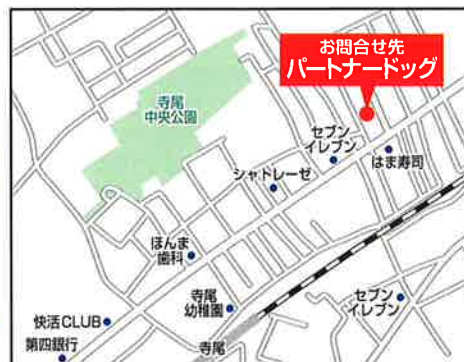 お問合せ先
パートナードッグ
寺尾
中央公園
セブン
イレブン
はま寿司
シャトレーゼ
ほんま
歯科
寺尾
幼稚園
セブン
イレブン
快活CLUB
第四銀行
寺尾